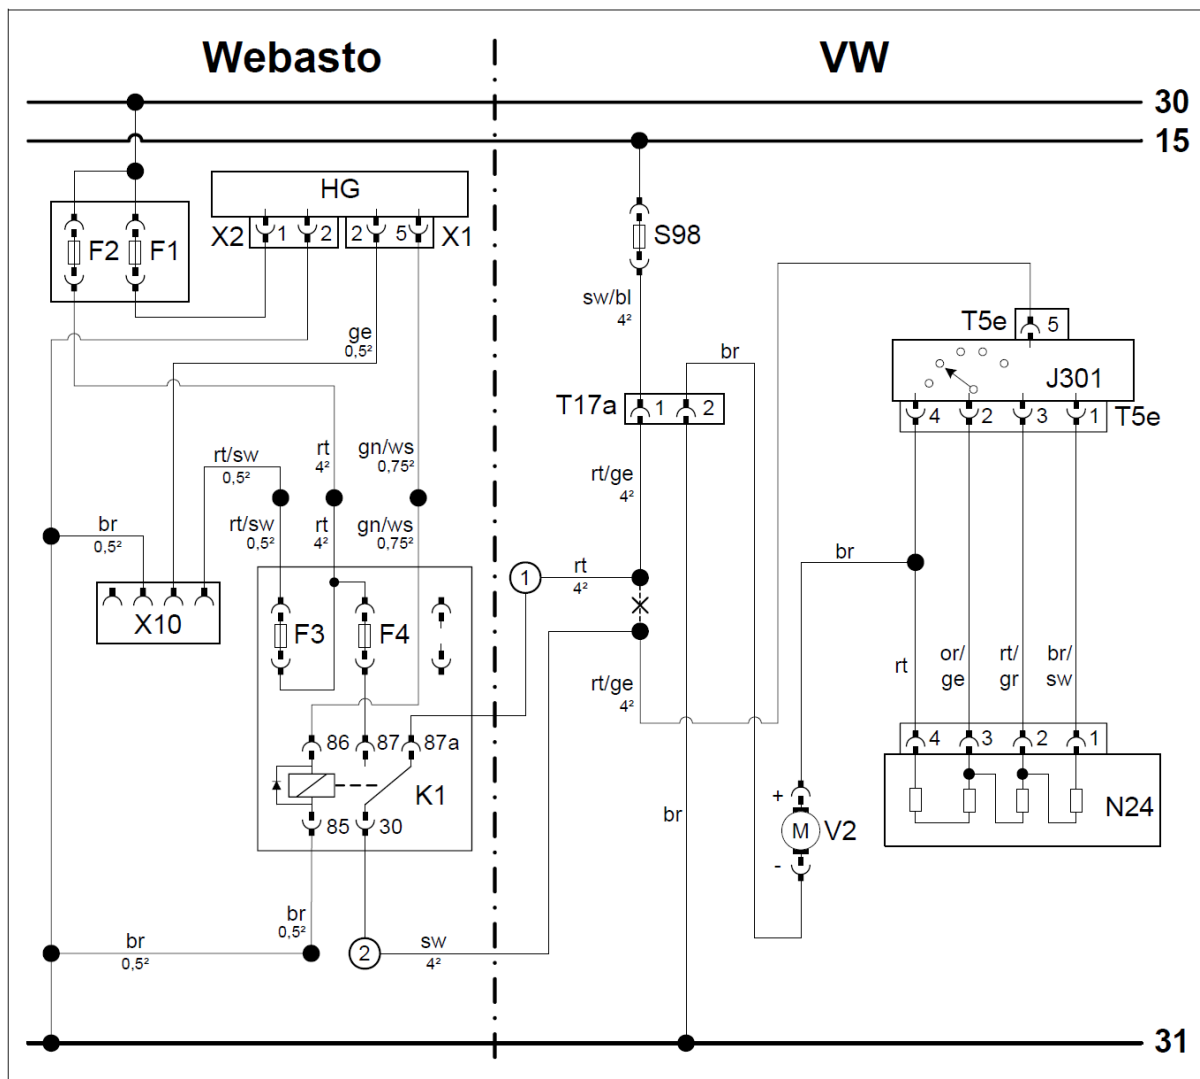 Webasto
VW
30
15
HG
X2 1 2 2 5 X1
F2 F1
S98
sw/bl
4²
ge
0,5²
T5e 5
J301
br
T17a 1 2
4 2 3 1 T5e
rt/sw
0,5²
rt
4²
gn/ws
0,75²
rt/ge
4²
br
0,5²
rt/sw
0,5²
rt
4²
gn/ws
0,75²
br
1
rt
4²
X10
F3 F4
rt/ge
4²
rt
or/
ge
rt/
gr
br/
sw
86 87 87a
4 3 2 1
K1
85 30
br
+
M V2
-
N24
br
0,5²
br
0,5²
2
sw
4²
31